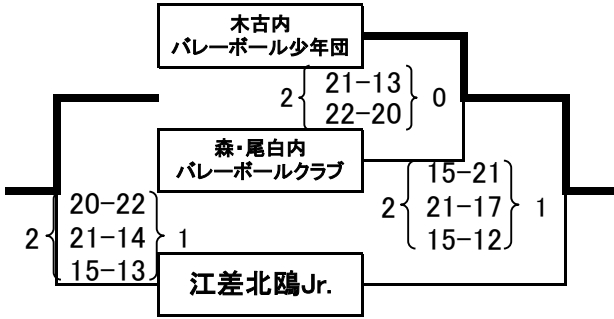 木古内
バレーボール少年団
2 21-13 0
22-20
森・尾白内
バレーボールクラブ
15-21
2 21-17 1
15-12
20-22
2 21-14 1
15-13
江差北鴎Jr.